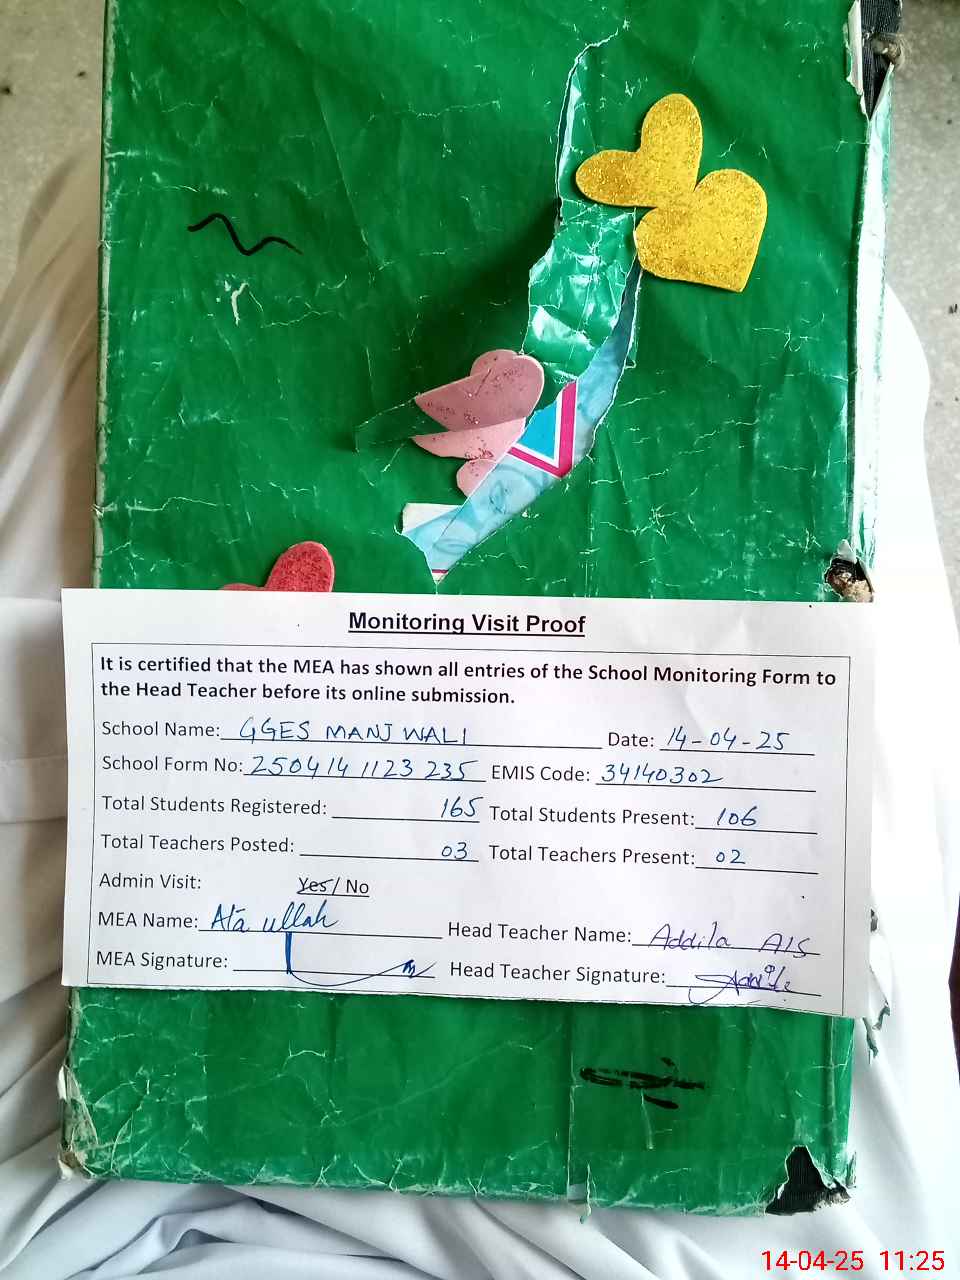 Monitoring Visit Proof
It is certified that the MEA has shown all entries of the School Monitoring Form to
the Head Teacher before its online submission.
School Name: GGES MANJ WALI Date: 14-04-25
School Form No: 250414 1123 235 EMIS Code: 34140302
Total Students Registered: 165 Total Students Present: 106
Total Teachers Posted: 03 Total Teachers Present: 02
Admin Visit: Yes / No
MEA Name: Ata ullah Head Teacher Name: Addila AIS
MEA Signature: Head Teacher Signature:
14-04-25 11:25